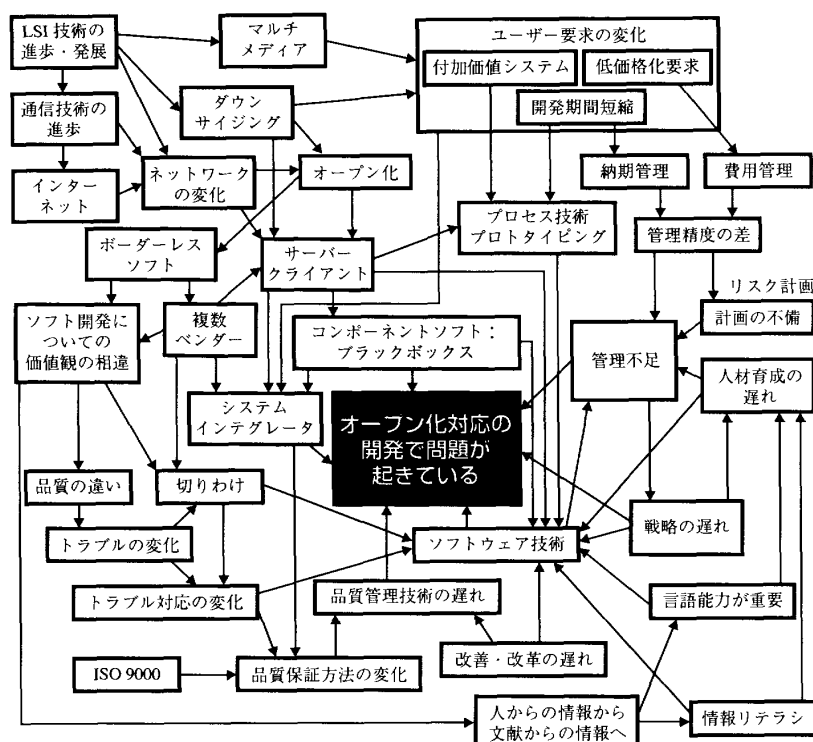 LSI 技術の
進歩・発展
マルチ
メディア
ユーザー要求の変化
付加価値システム
低価格化要求
開発期間短縮
通信技術の
進歩
ダウン
サイジング
インター
ネット
ネットワーク
の変化
オープン化
納期管理
費用管理
プロセス技術
プロトタイピング
管理精度の差
ボーダーレス
ソフト
サーバー
クライアント
リスク計画
計画の不備
ソフト開発に
ついての
価値観の相違
複数
ベンダー
コンポーネントソフト：
ブラックボックス
管理不足
人材育成の
遅れ
システム
インテグレータ
オープン化対応の
開発で問題が
起きている
品質の違い
切りわけ
戦略の遅れ
トラブルの変化
ソフトウェア技術
トラブル対応の変化
品質管理技術の遅れ
言語能力が重要
ISO 9000
品質保証方法の変化
改善・改革の遅れ
人からの情報から
文献からの情報へ
情報リテラシ